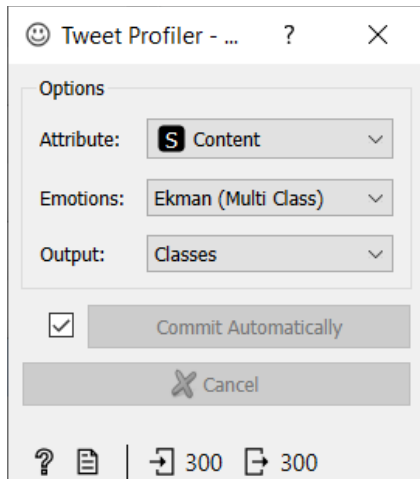 Tweet Profiler - ... ?
Options
Attribute: S Content
Emotions: Ekman (Multi Class)
Output: Classes
Commit Automatically
Cancel
? 300 300